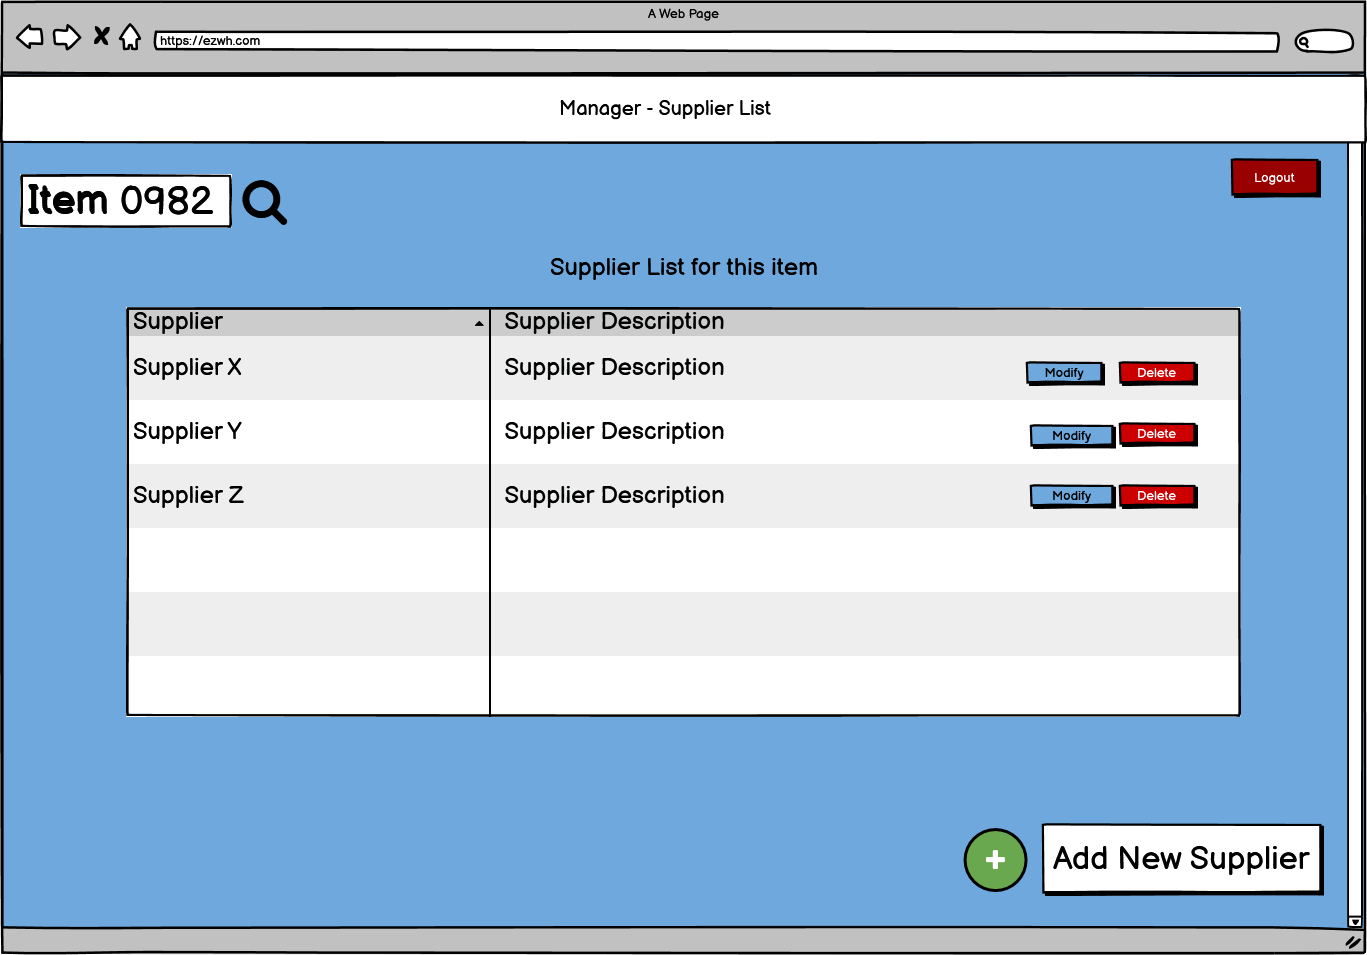 A Web Page
https://ezwh.com
Manager - Supplier List
Logout
Item 0982
Supplier List for this item
Supplier Supplier Description
Supplier X Supplier Description Modify Delete
Supplier Y Supplier Description Modify Delete
Supplier Z Supplier Description Modify Delete
+ Add New Supplier